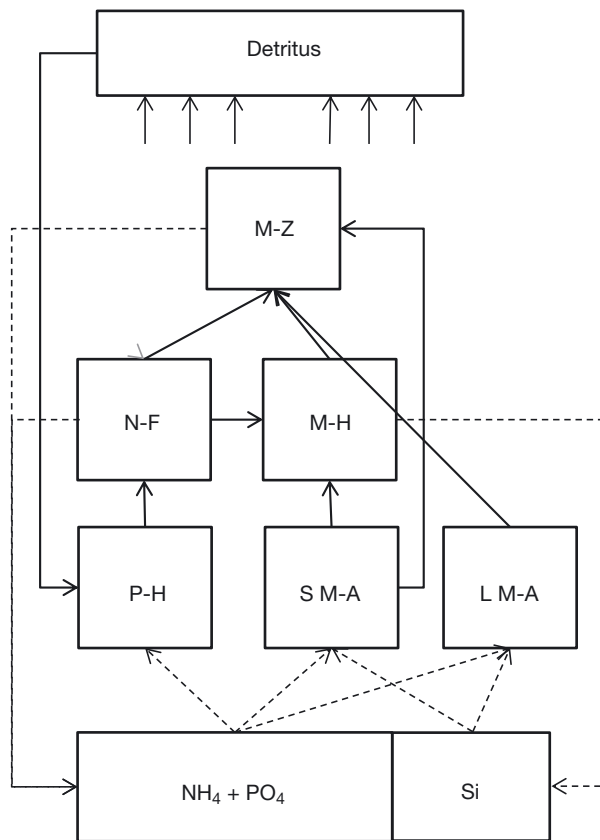 Detritus
M-Z
N-F
M-H
P-H
S M-A
L M-A
NH₄ + PO₄
Si